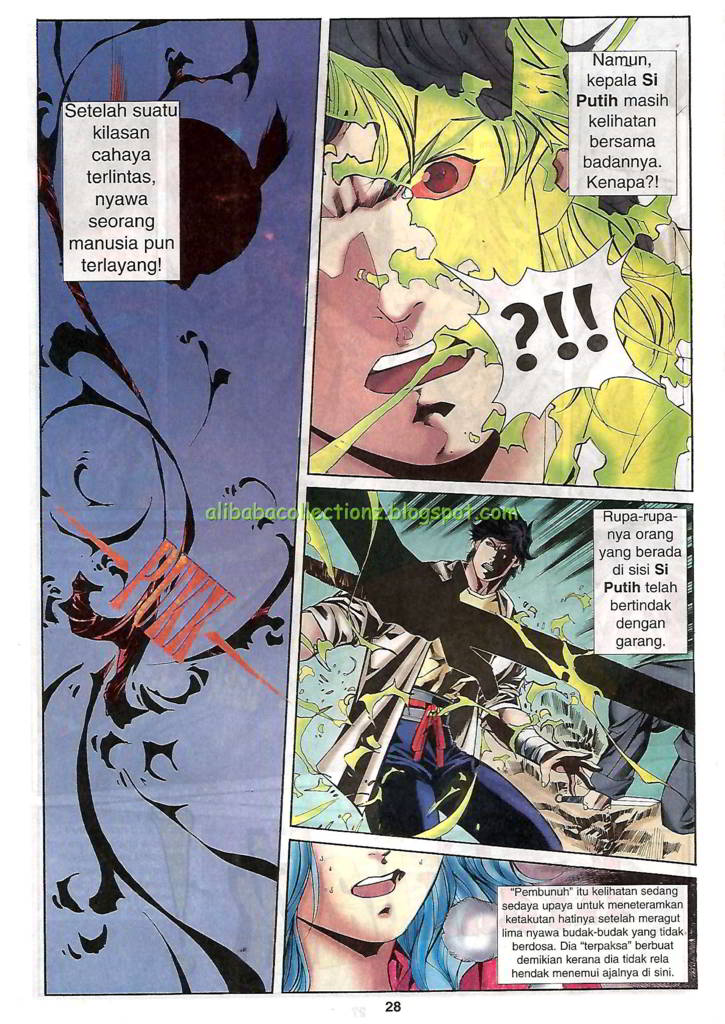 Setelah suatu
kilasan
cahaya
terlintas,
nyawa
seorang
manusia pun
terlayang!
PUKK
Namun,
kepala Si
Putih masih
kelihatan
bersama
badannya.
Kenapa?!
?!!
alibabacollectionz.blogspot.com
Rupa-rupa-
nya orang
yang berada
di sisi Si
Putih telah
bertindak
dengan
garang.
"Pembunuh" itu kelihatan sedang
sedaya upaya untuk meneteramkan
ketakutan hatinya setelah meragut
lima nyawa budak-budak yang tidak
berdosa. Dia "terpaksa" berbuat
demikian kerana dia tidak rela
hendak menemui ajalnya di sini.
28